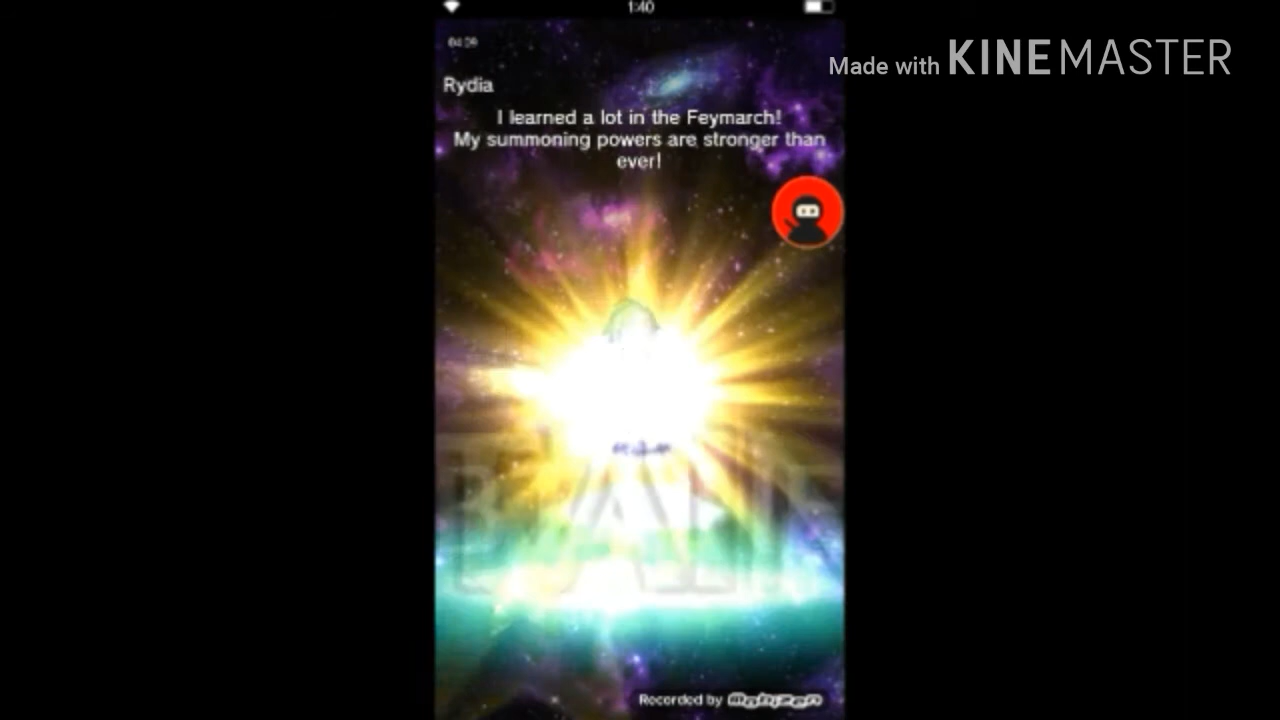 1:40
Made with KINEMASTER
Rydia
I learned a lot in the Feymarch!
My summoning powers are stronger than
ever!
Recorded by Mobizen